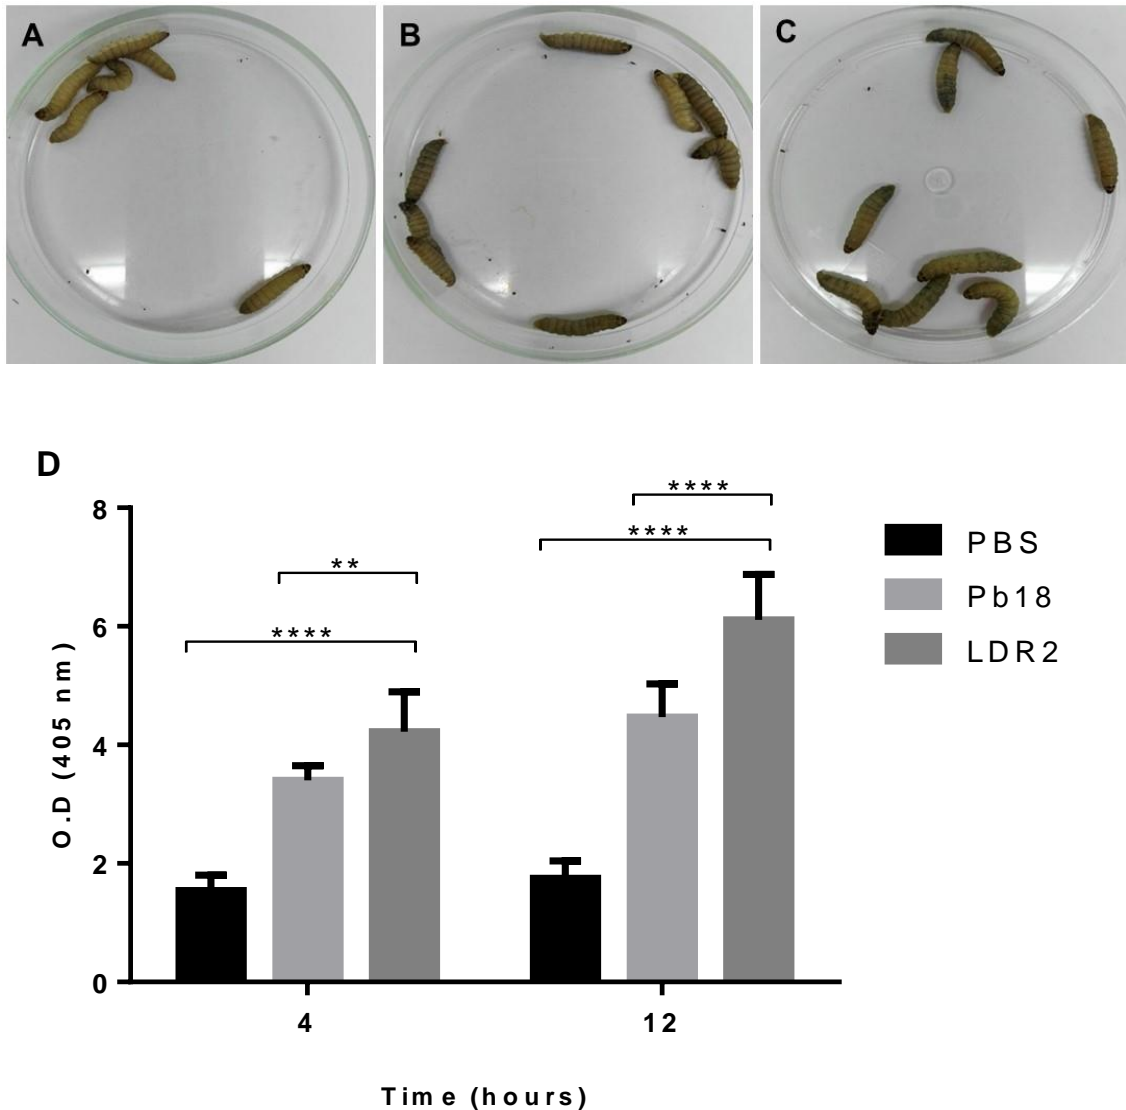 A
B
C
D
****
****
**
****
8
6
4
2
0
O.D (405 nm)
PBS
Pb18
LDR2
4
12
Time (hours)